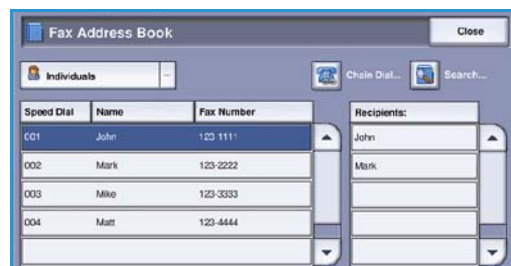 Fax Address Book
Close
Individuals
Chain Dial...
Search...
Speed Dial Name Fax Number
Recipients:
001 John 123 1111
John
002 Mark 123-2222
Mark
003 Mike 123-3333
004 Matt 123-4444